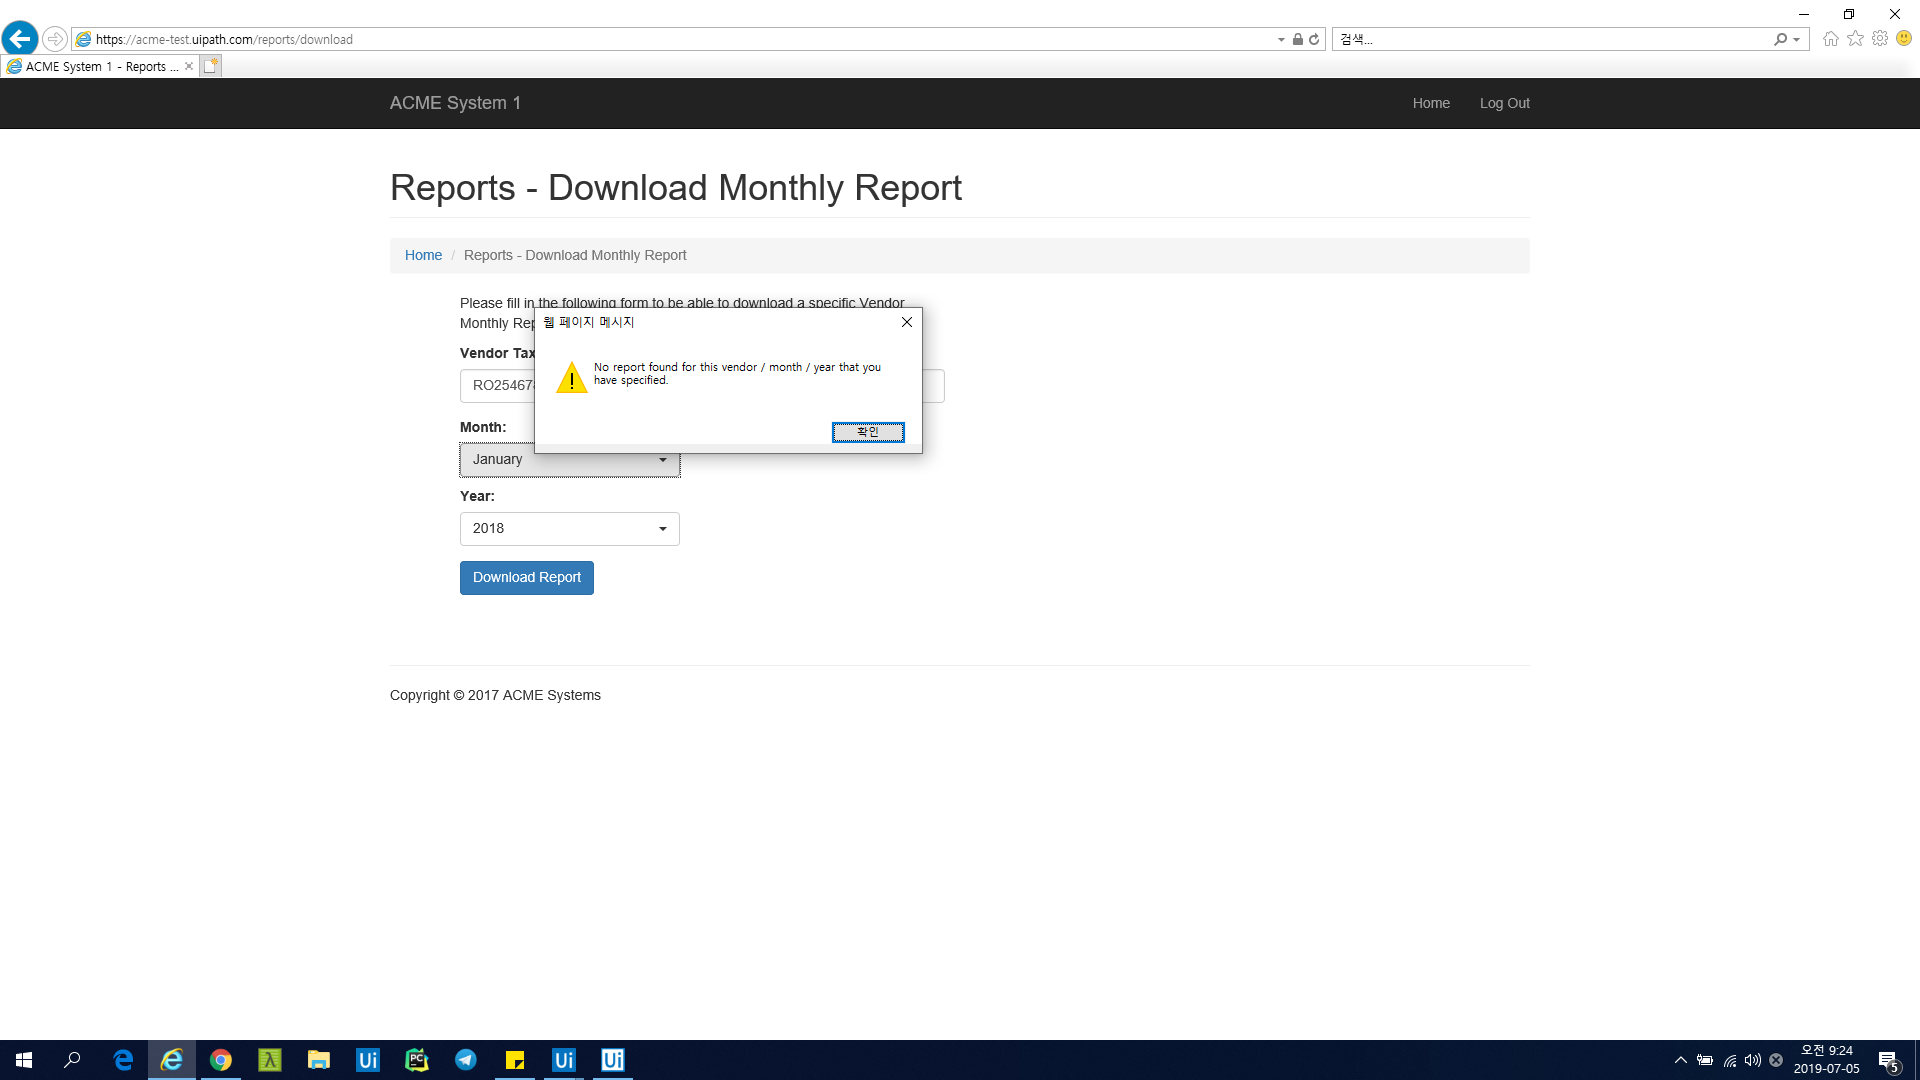 https://acme-test.uipath.com/reports/download
검색...
ACME System 1 - Reports ...
ACME System 1
Home
Log Out
Reports - Download Monthly Report
Home / Reports - Download Monthly Report
Please fill in the following form to be able to download a specific Vendor
Monthly
웹 페이지 메시지
No report found for this vendor / month / year that you
have specified.
확인
Vendor Tax
Month:
January
Year:
2018
Download Report
Copyright © 2017 ACME Systems
Ui
PC
Ui
Ui
오전 9:24
2019-07-05
5